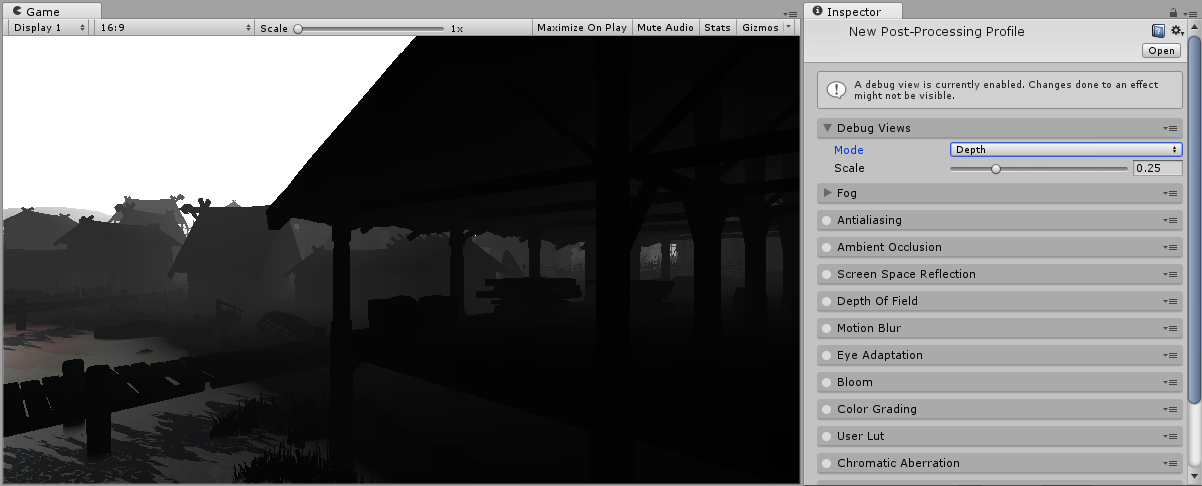 Game
Display 1
16:9
Scale
1x
Maximize On Play
Mute Audio
Stats
Gizmos
Inspector
New Post-Processing Profile
Open
A debug view is currently enabled. Changes done to an effect
might not be visible.
Debug Views
Mode
Depth
Scale
0.25
Fog
Antialiasing
Ambient Occlusion
Screen Space Reflection
Depth Of Field
Motion Blur
Eye Adaptation
Bloom
Color Grading
User Lut
Chromatic Aberration